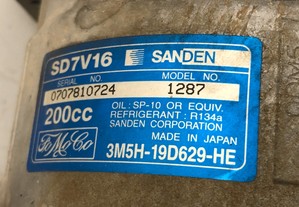 SD7V16 SANDEN
SERIAL NO. MODEL NO.
0707810724 1287
200cc
OIL : SP-10 OR EQUIV.
REFRIGERANT : R134a
SANDEN CORPORATION
MADE IN JAPAN
ToMoCo 3M5H-19D629-HE